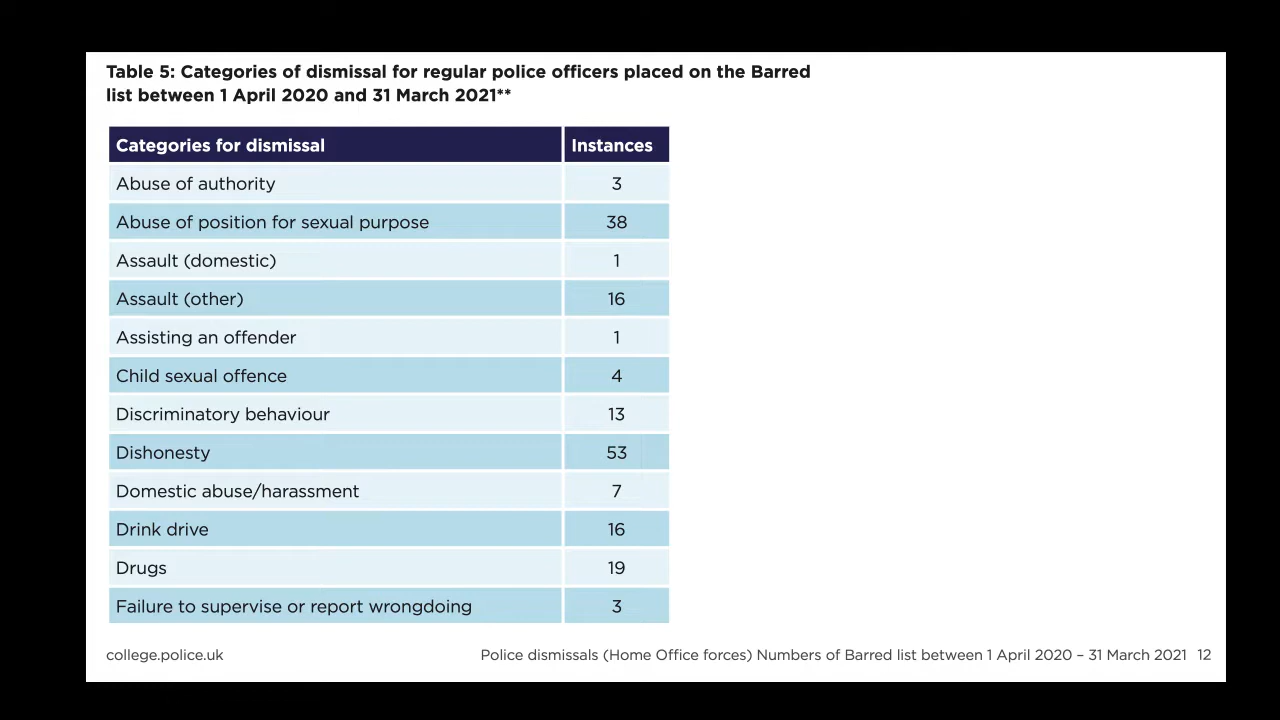 Table 5: Categories of dismissal for regular police officers placed on the Barred
list between 1 April 2020 and 31 March 2021**
Categories for dismissal Instances
Abuse of authority 3
Abuse of position for sexual purpose 38
Assault (domestic) 1
Assault (other) 16
Assisting an offender 1
Child sexual offence 4
Discriminatory behaviour 13
Dishonesty 53
Domestic abuse/harassment 7
Drink drive 16
Drugs 19
Failure to supervise or report wrongdoing 3
college.police.uk Police dismissals (Home Office forces) Numbers of Barred list between 1 April 2020 – 31 March 2021 12